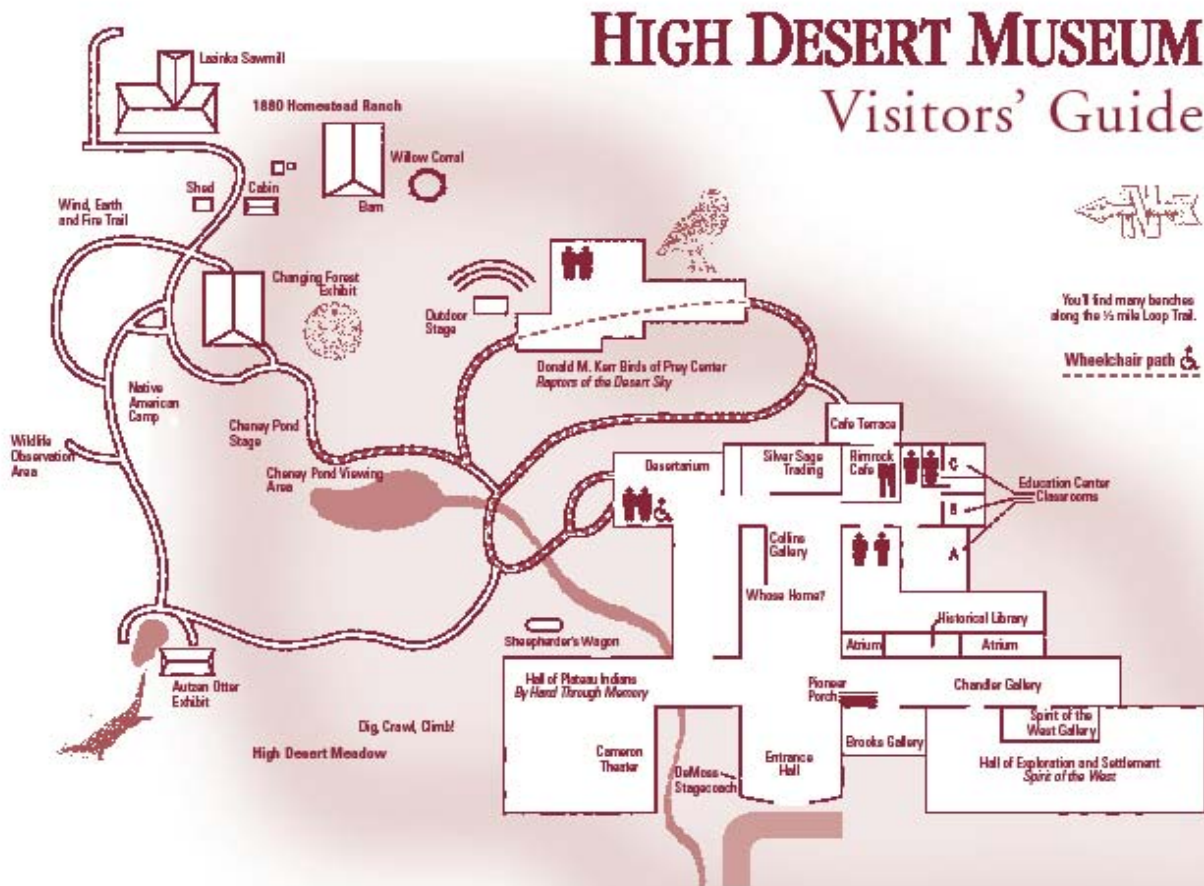 HIGH DESERT MUSEUM
Visitors' Guide
Lazinka Sawmill
1880 Homestead Ranch
Willow Corral
Shed
Cabin
Barn
Wind, Earth
and Fire Trail
N
Changing Forest
Exhibit
Outdoor
Stage
You'll find many benches
along the ⅓ mile Loop Trail.
Wheelchair path
Donald M. Kerr Birds of Prey Center
Raptors of the Desert Sky
Native
American
Camp
Cheney Pond
Stage
Cafe Terrace
Wildlife
Observation
Area
Cheney Pond Viewing
Area
Desertarium
Silver Sage
Trading
Rimrock
Cafe
C
B
A
Education Center
Classrooms
Collins
Gallery
Whose Home?
Historical Library
Sheepherder's Wagon
Atrium
Atrium
Autzen Otter
Exhibit
Hall of Plateau Indians
By Hand Through Memory
Pioneer
Porch
Chandler Gallery
Dig, Crawl, Climb!
High Desert Meadow
Cameron
Theater
DeMoss
Stagecoach
Entrance
Hall
Brooks Gallery
Spirit of the
West Gallery
Hall of Exploration and Settlement
Spirit of the West